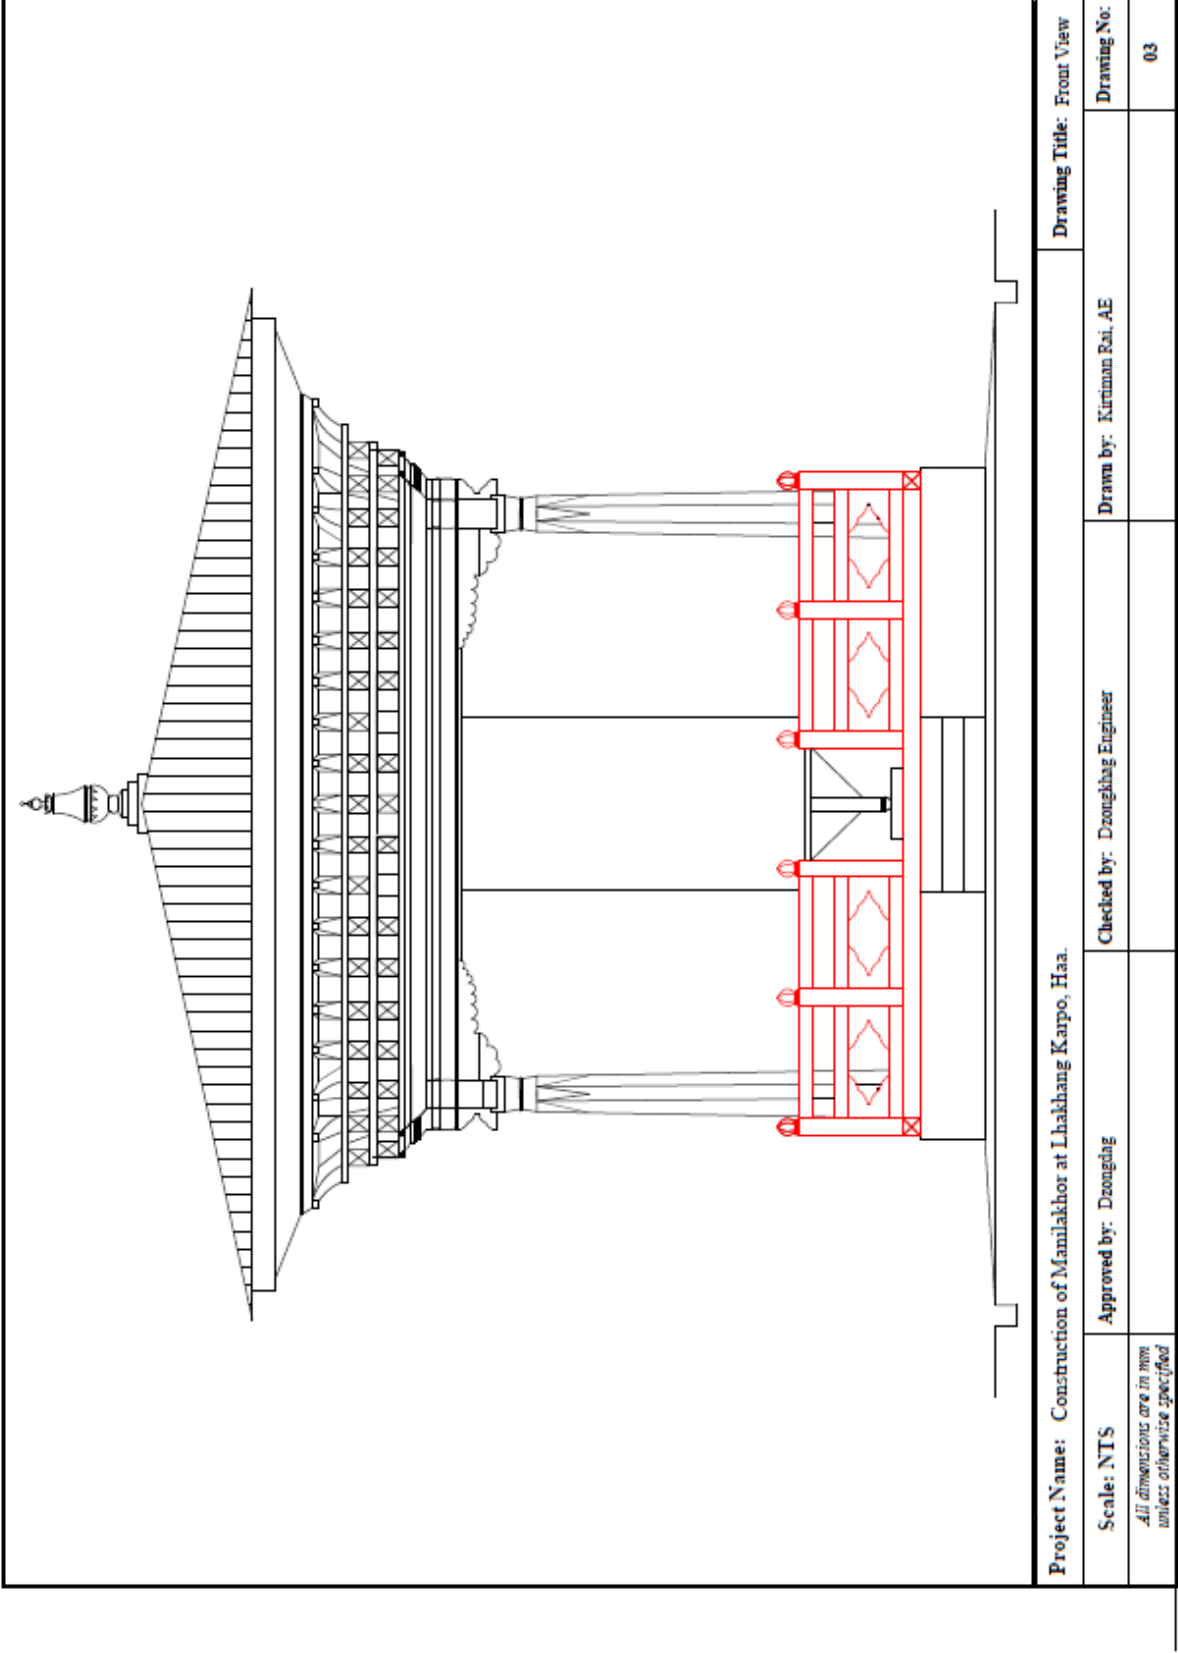 Project Name: Construction of Manilakhor at Lhakhang Karpo, Haa.
Drawing Title: Front View
Scale: NTS
Approved by: Dzongdag
Checked by: Dzongkhag Engineer
Drawn by: Kirtiman Rai, AE
Drawing No:
All dimensions are in mm
unless otherwise specified
03